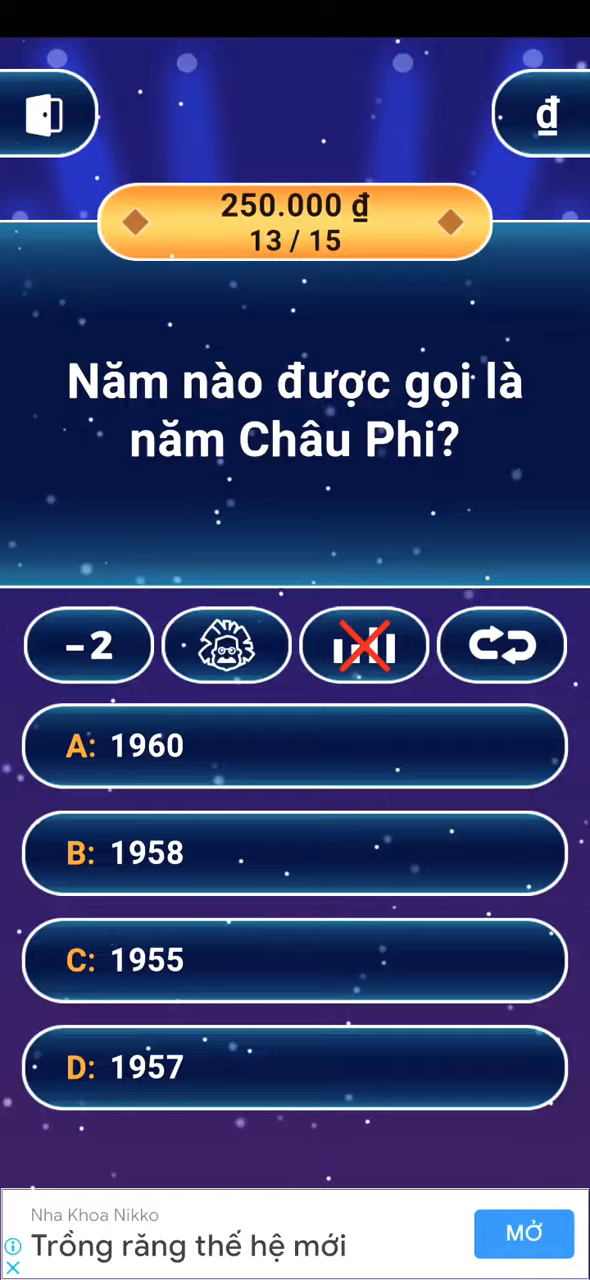 đ
250.000 đ
13 / 15
Năm nào được gọi là
năm Châu Phi?
-2
A: 1960
B: 1958
C: 1955
D: 1957
Nha Khoa Nikko
Trồng răng thế hệ mới
MỞ